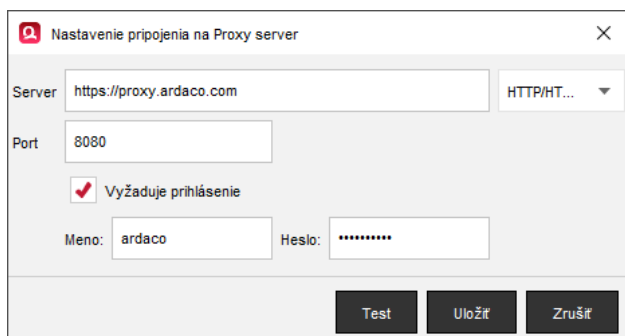 Nastavenie pripojenia na Proxy server
Server https://proxy.ardaco.com HTTP/HT...
Port 8080
Vyžaduje prihlásenie
Meno: ardaco Heslo: ••••••••••
Test Uložiť Zrušiť